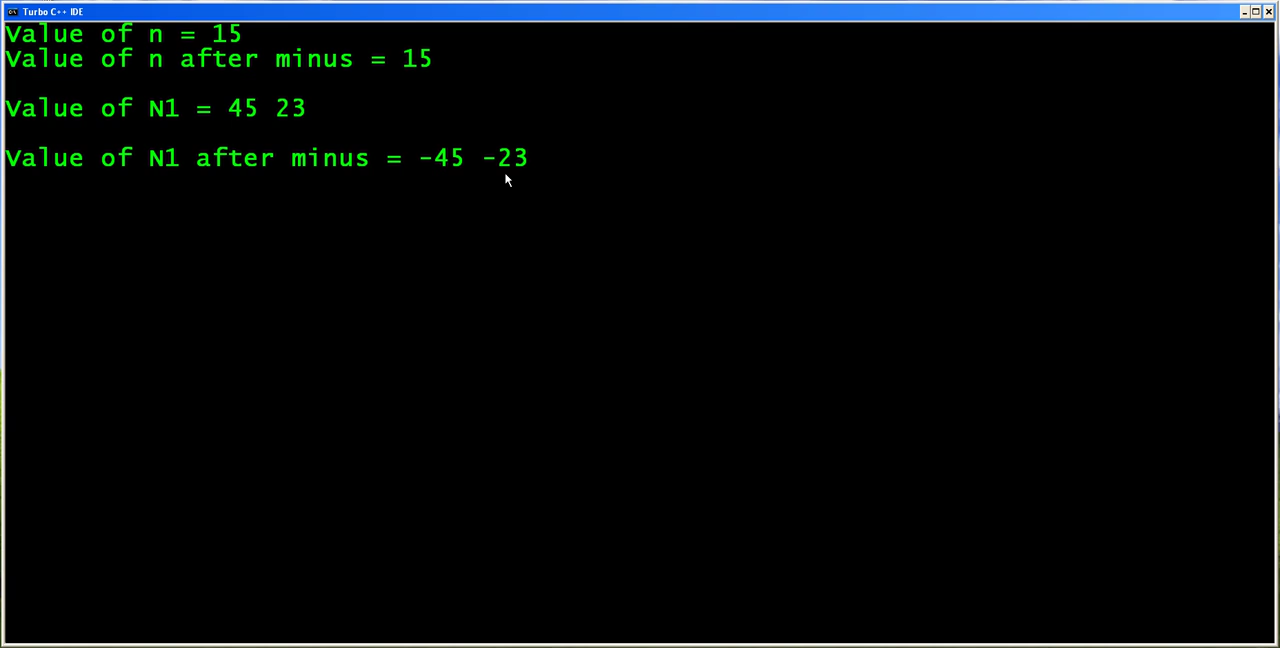 Turbo C++ IDE
Value of n = 15
Value of n after minus = 15
Value of N1 = 45 23
Value of N1 after minus = -45 -23